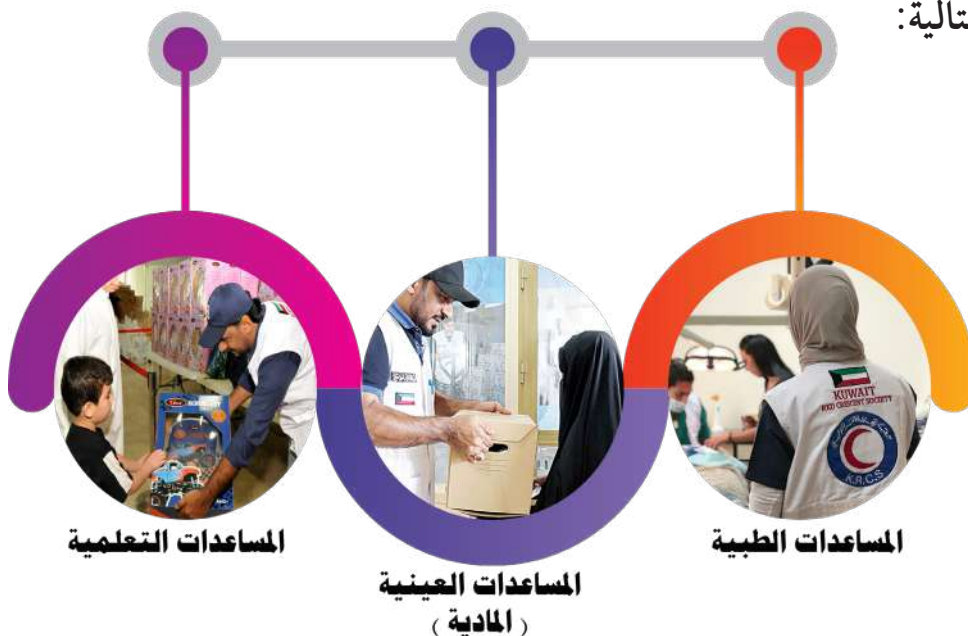 تالية:
KUWAIT
RED CRESCENT SOCIETY
K.R.C.S
المساعدات الطبية
المساعدات العينية
( المادية )
المساعدات التعلمية